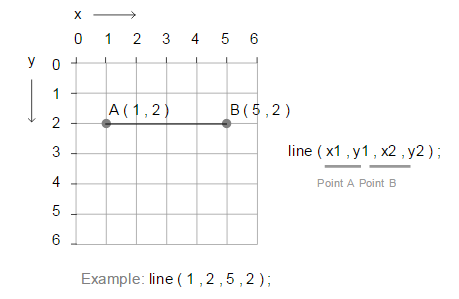 x
0 1 2 3 4 5 6
y
0
1
A ( 1 , 2 ) B ( 5 , 2 )
2
3
line ( x1 , y1 , x2 , y2 ) ;
4
Point A Point B
5
6
Example: line ( 1 , 2 , 5 , 2 ) ;